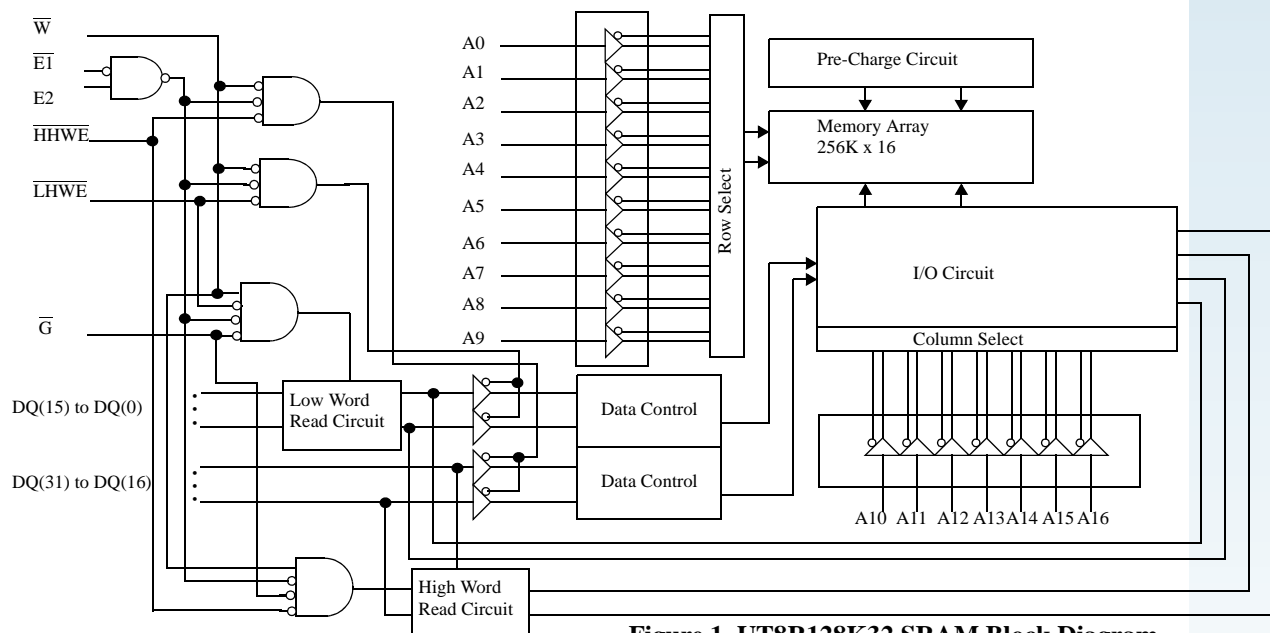 W
E1
E2
HHWE
LHWE
G
DQ(15) to DQ(0)
DQ(31) to DQ(16)
A0
A1
A2
A3
A4
A5
A6
A7
A8
A9
Row Select
Pre-Charge Circuit
Memory Array
256K x 16
I/O Circuit
Column Select
Low Word
Read Circuit
Data Control
Data Control
A10 A11 A12 A13 A14 A15 A16
High Word
Read Circuit
Figure 1. UT8R128K32 SRAM Block Diagram